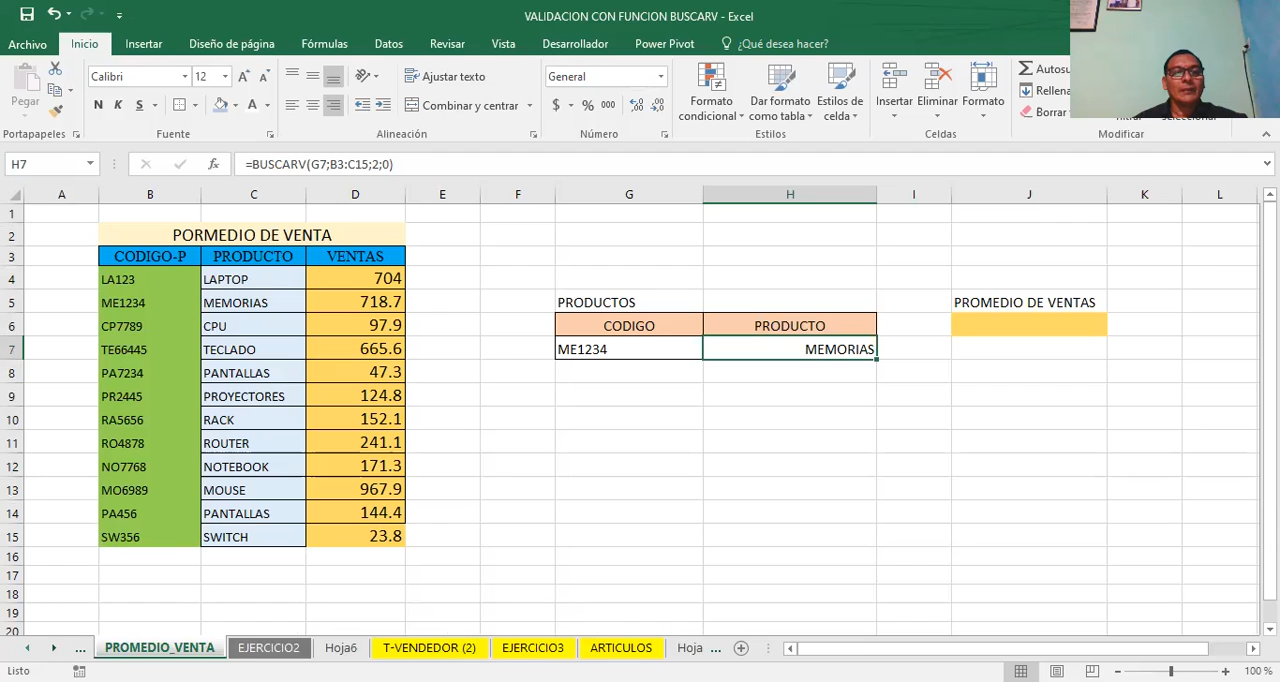 VALIDACION CON FUNCION BUSCARV - Excel
Archivo Inicio Insertar Diseño de página Fórmulas Datos Revisar Vista Desarrollador Power Pivot ¿Qué desea hacer?
Pegar
Calibri 12
N K S
Ajustar texto
Combinar y centrar
General
$ % 000
Formato condicional
Dar formato como tabla
Estilos de celda
Insertar Eliminar Formato
Autosu
Rellena
Borrar
Portapapeles Fuente Alineación Número Estilos Celdas Modificar
H7 fx =BUSCARV(G7;B3:C15;2;0)
A B C D E F G H I J K L
1
2 PORMEDIO DE VENTA
3 CODIGO-P PRODUCTO VENTAS
4 LA123 LAPTOP 704
5 ME1234 MEMORIAS 718.7 PRODUCTOS PROMEDIO DE VENTAS
6 CP7789 CPU 97.9 CODIGO PRODUCTO
7 TE66445 TECLADO 665.6 ME1234 MEMORIAS
8 PA7234 PANTALLAS 47.3
9 PR2445 PROYECTORES 124.8
10 RA5656 RACK 152.1
11 RO4878 ROUTER 241.1
12 NO7768 NOTEBOOK 171.3
13 MO6989 MOUSE 967.9
14 PA456 PANTALLAS 144.4
15 SW356 SWITCH 23.8
16
17
18
19
20
... PROMEDIO_VENTA EJERCICIO2 Hoja6 T-VENDEDOR (2) EJERCICIO3 ARTICULOS Hoja ...
Listo 100 %